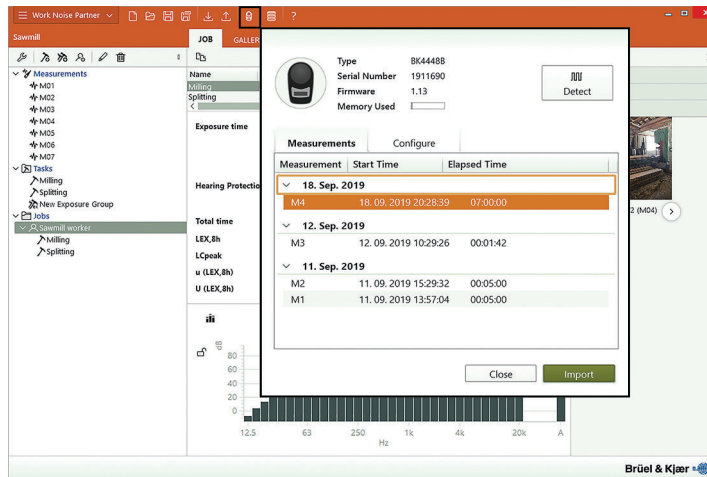 Work Noise Partner
?
Sawmill
Measurements
M01
M02
M03
M04
M05
M06
M07
Tasks
Milling
Splitting
New Exposure Group
Jobs
Sawmill worker
Milling
Splitting
JOB GALLER
Name
Milling
Splitting
Exposure time
Hearing Protectio
Total time
LEX,8h
LCpeak
u (LEX,8h)
U (LEX,8h)
dB
80
60
40
20
0
12.5 63 250 1k 4k 20k A
Hz
Type BK4448B
Serial Number 1911690
Firmware 1.13
Memory Used
Detect
Measurements Configure
Measurement Start Time Elapsed Time
18. Sep. 2019
M4 18. 09. 2019 20:28:39 07:00:00
12. Sep. 2019
M3 12. 09. 2019 10:29:26 00:01:42
11. Sep. 2019
M2 11. 09. 2019 15:29:32 00:05:00
M1 11. 09. 2019 13:57:04 00:05:00
Close Import
2 (M04)
Brüel & Kjær